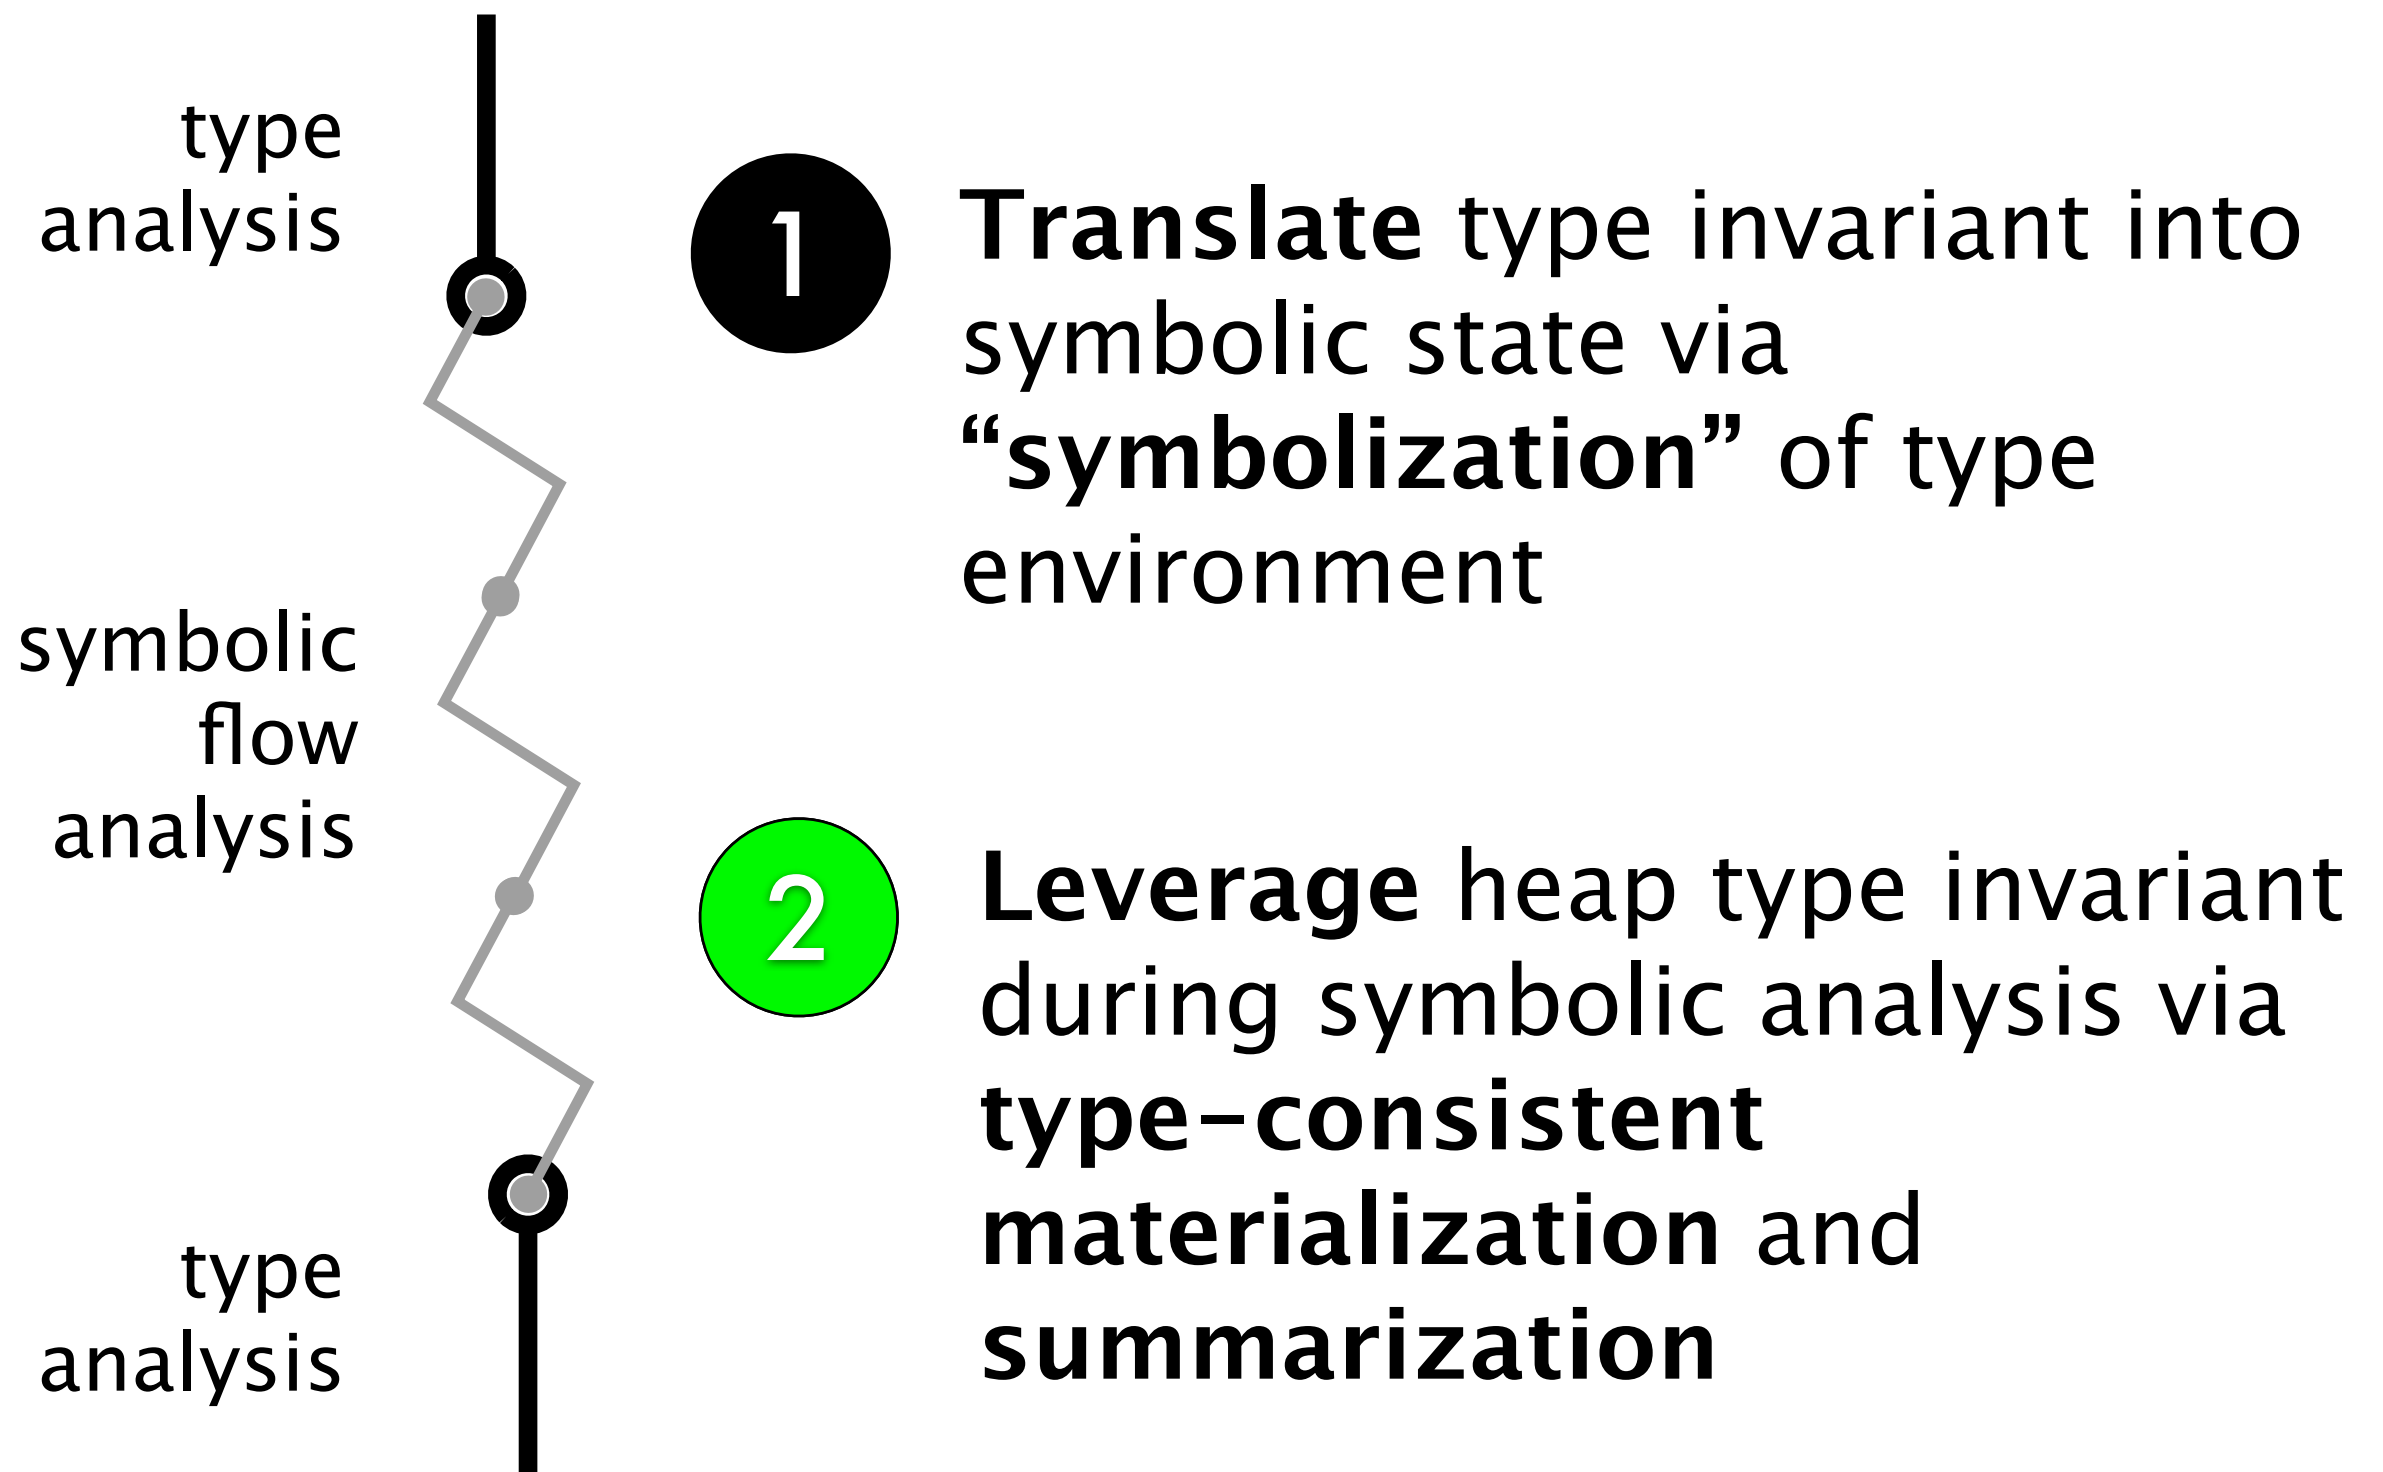 type
analysis
1
Translate type invariant into
symbolic state via
“symbolization” of type
environment
symbolic
flow
analysis
2
Leverage heap type invariant
during symbolic analysis via
type-consistent
materialization and
summarization
type
analysis